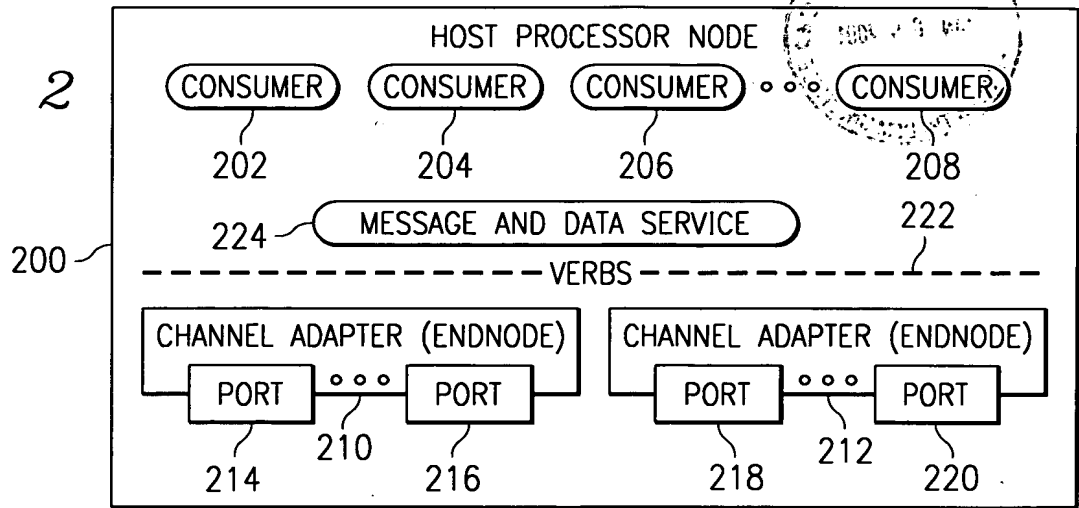 HOST PROCESSOR NODE
2
CONSUMER CONSUMER CONSUMER CONSUMER
202 204 206 208
MESSAGE AND DATA SERVICE
224
222
200
VERBS
CHANNEL ADAPTER (ENDNODE) CHANNEL ADAPTER (ENDNODE)
PORT PORT PORT PORT
210 212
214 216 218 220